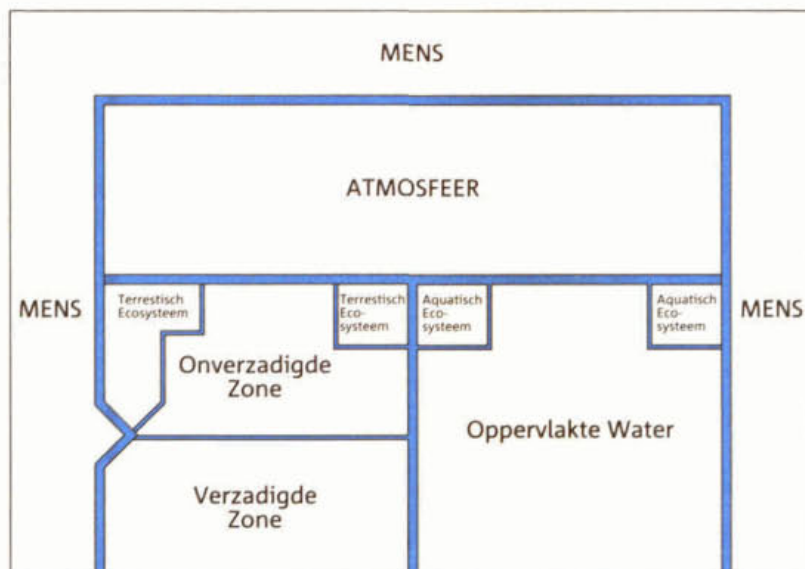 MENS
ATMOSFEER
MENS
Terrestisch
Ecosysteem
Terrestisch
Eco-
systeem
Aquatisch
Eco-
systeem
Aquatisch
Eco-
systeem
MENS
Onverzadigde
Zone
Oppervlakte Water
Verzadigde
Zone